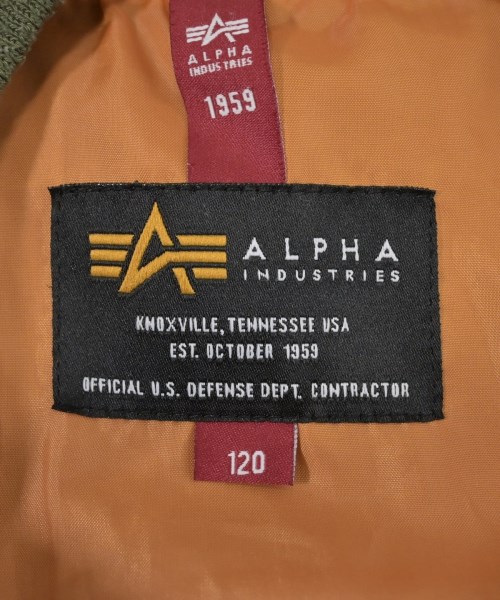 ALPHA
INDUSTRIES
1959
ALPHA
INDUSTRIES
KNOXVILLE, TENNESSEE USA
EST. OCTOBER 1959
OFFICIAL U.S. DEFENSE DEPT. CONTRACTOR
120